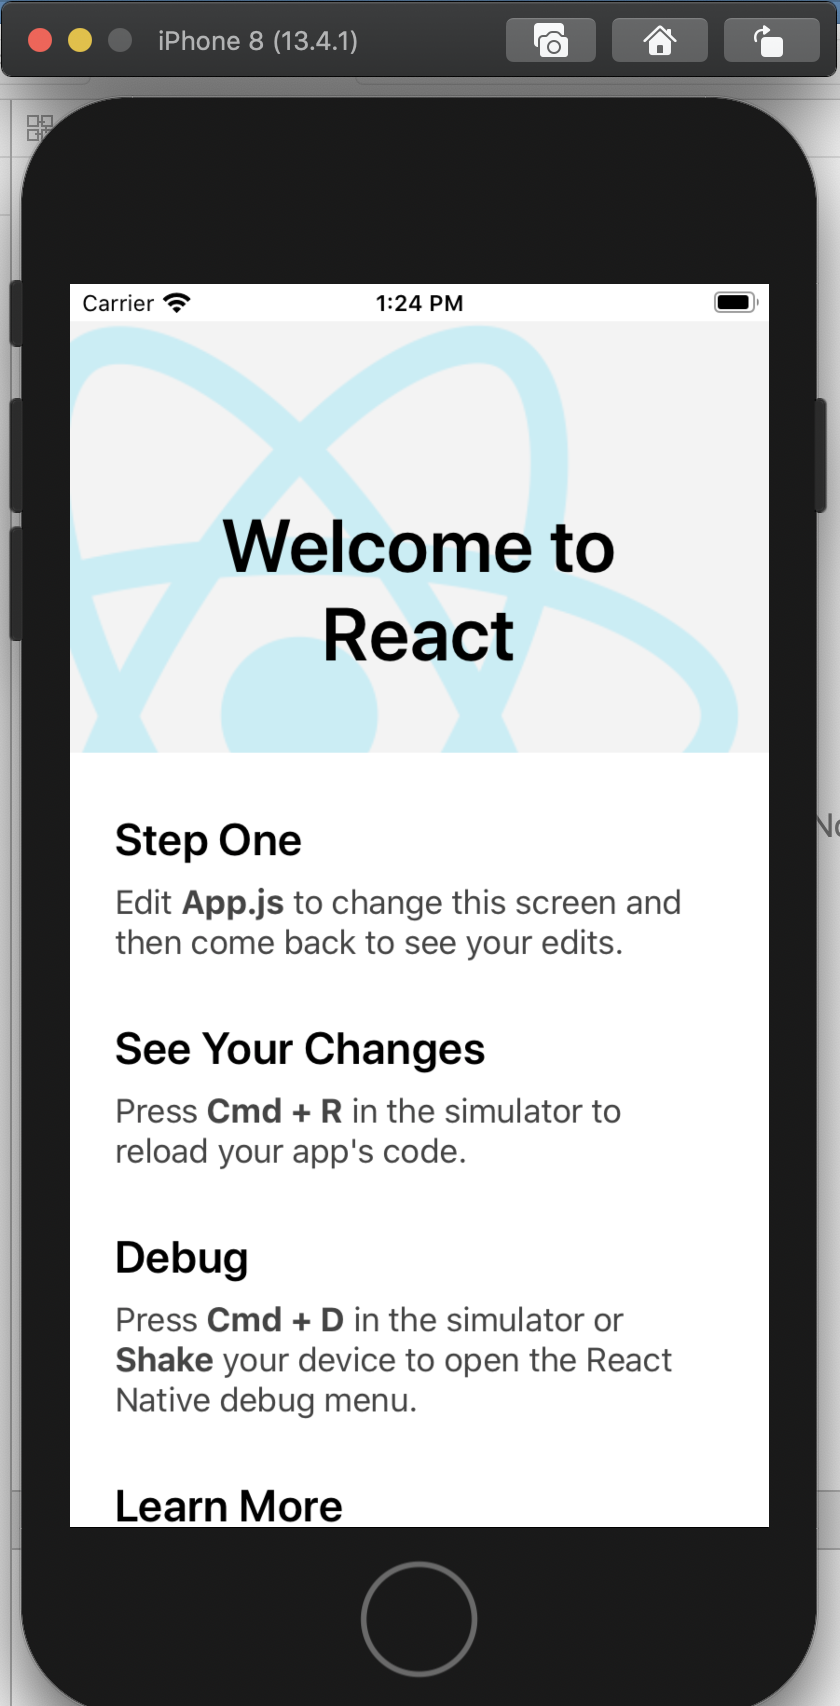 iPhone 8 (13.4.1)
Carrier
1:24 PM
Welcome to
React
Step One
Edit App.js to change this screen and
then come back to see your edits.
See Your Changes
Press Cmd + R in the simulator to
reload your app's code.
Debug
Press Cmd + D in the simulator or
Shake your device to open the React
Native debug menu.
Learn More